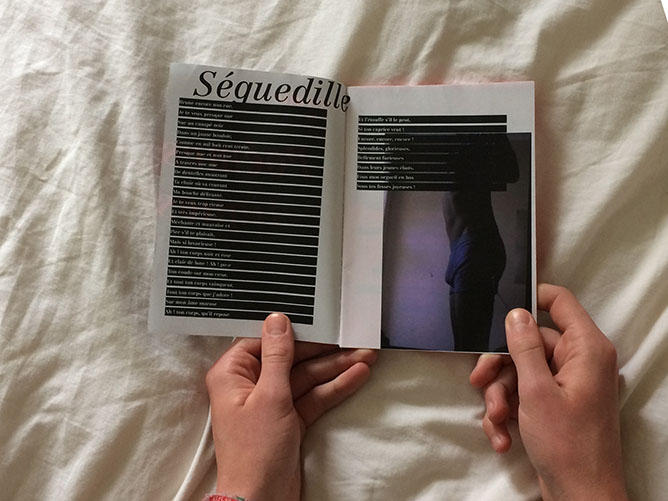 Séguedille
Brune encore non eue,
Je te veux presque nue
Sur un canapé noir
Dans un jaune boudoir,
Comme en mil huit cent trente.
Presque nue et non nue
A travers une nue
De dentelles montrant
Ta chair où va courant
Ma bouche délirante.
Je te veux trop rieuse
Et très impérieuse,
Méchante et mauvaise et
Pire s'il te plaisait,
Mais si luxurieuse !
Ah ! ton corps noir et rose
Et clair de lune ! Ah ! pose
Ton coude sur mon cœur,
Et tout ton corps vainqueur,
Tout ton corps que j'adore !
Sur mon âme morose
Ah ! ton corps, qu'il repose
Et l'étouffe s'il le peut,
Si ton caprice veut !
Encore, encore, encore !
Splendides, glorieuses,
Bellement furieuses
Dans leurs jeunes ébats,
Fous mon orgueil en bas
Sous tes fesses joyeuses !